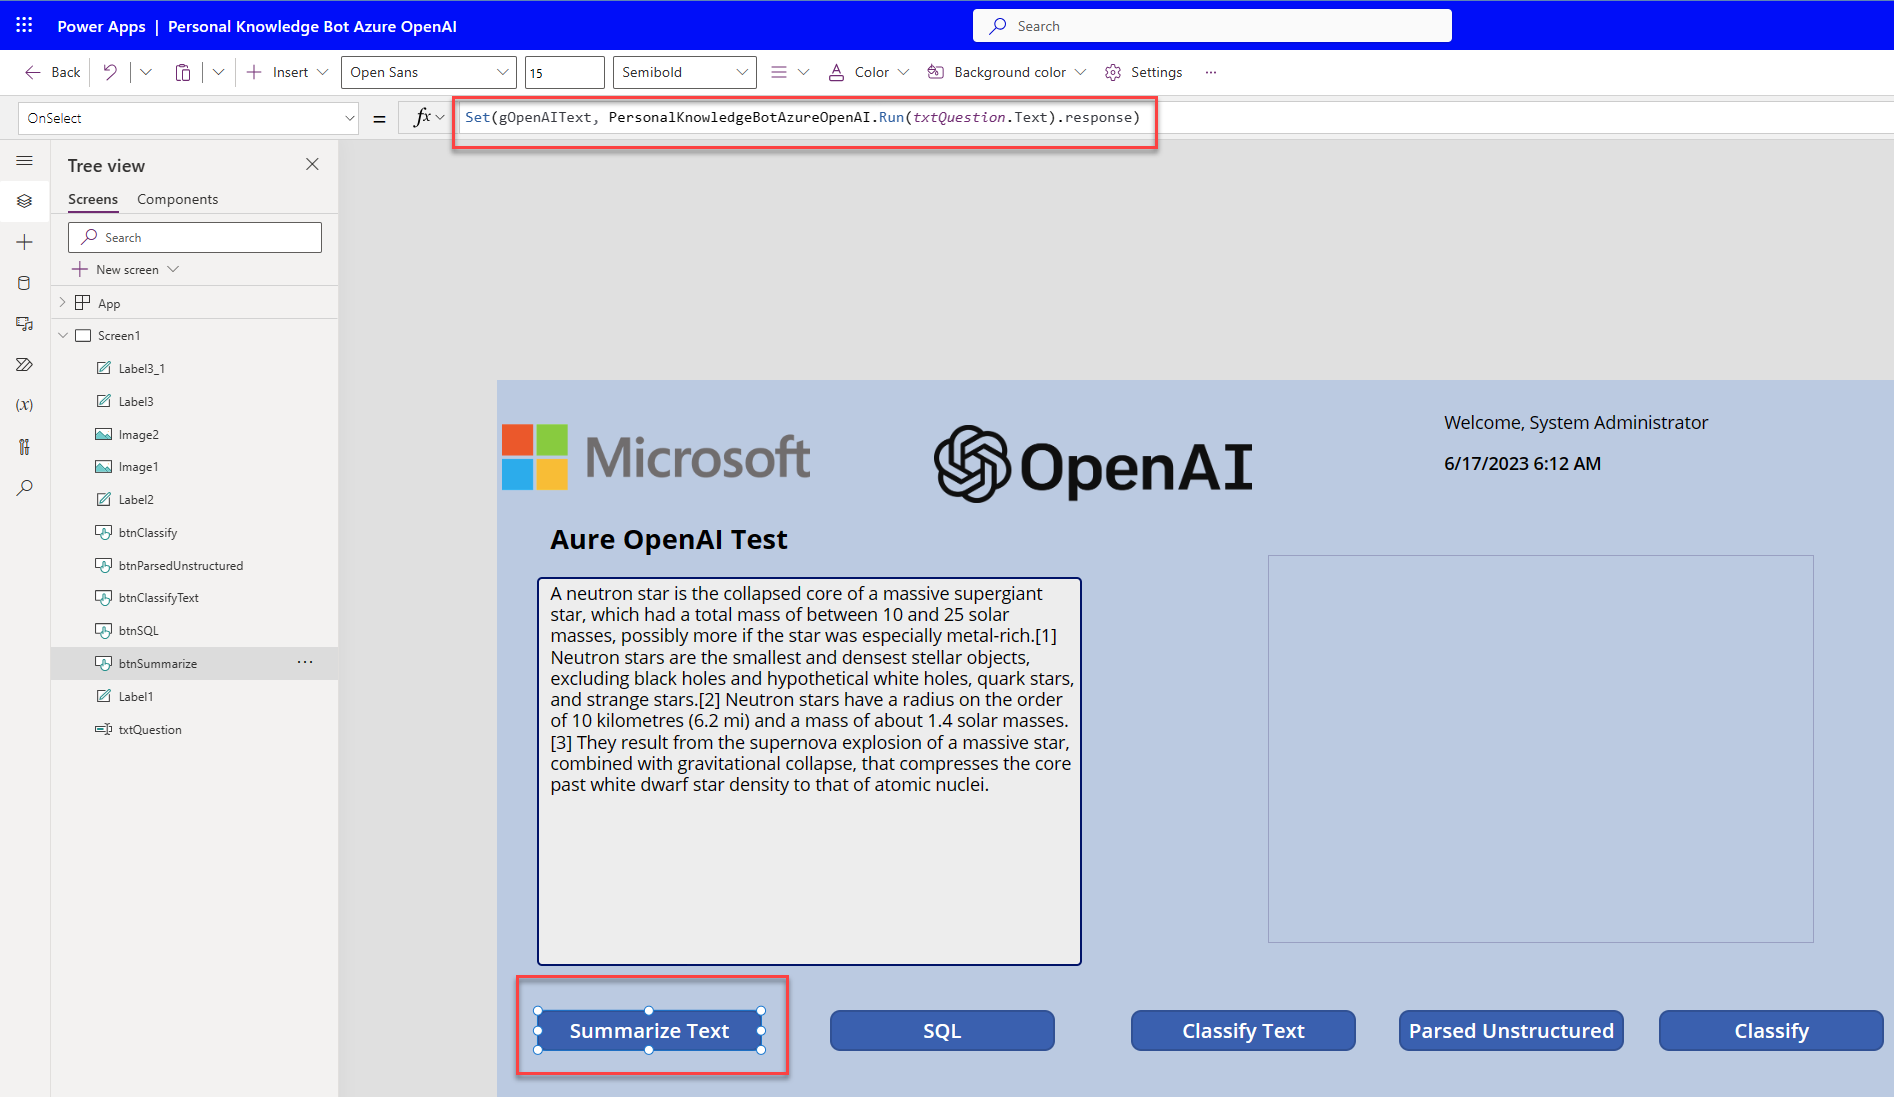 Power Apps | Personal Knowledge Bot Azure OpenAI
Search
Back
Insert
Open Sans
15
Semibold
Color
Background color
Settings
OnSelect
=
fx
Set(gOpenAIText, PersonalKnowledgeBotAzureOpenAI.Run(txtQuestion.Text).response)
Tree view
Screens
Components
Search
New screen
App
Screen1
Label3_1
Label3
Image2
Image1
Label2
btnClassify
btnParsedUnstructured
btnClassifyText
btnSQL
btnSummarize
Label1
txtQuestion
(x)
Microsoft
OpenAI
Welcome, System Administrator
6/17/2023 6:12 AM
Aure OpenAI Test
A neutron star is the collapsed core of a massive supergiant
star, which had a total mass of between 10 and 25 solar
masses, possibly more if the star was especially metal-rich.[1]
Neutron stars are the smallest and densest stellar objects,
excluding black holes and hypothetical white holes, quark stars,
and strange stars.[2] Neutron stars have a radius on the order
of 10 kilometres (6.2 mi) and a mass of about 1.4 solar masses.
[3] They result from the supernova explosion of a massive star,
combined with gravitational collapse, that compresses the core
past white dwarf star density to that of atomic nuclei.
Summarize Text
SQL
Classify Text
Parsed Unstructured
Classify